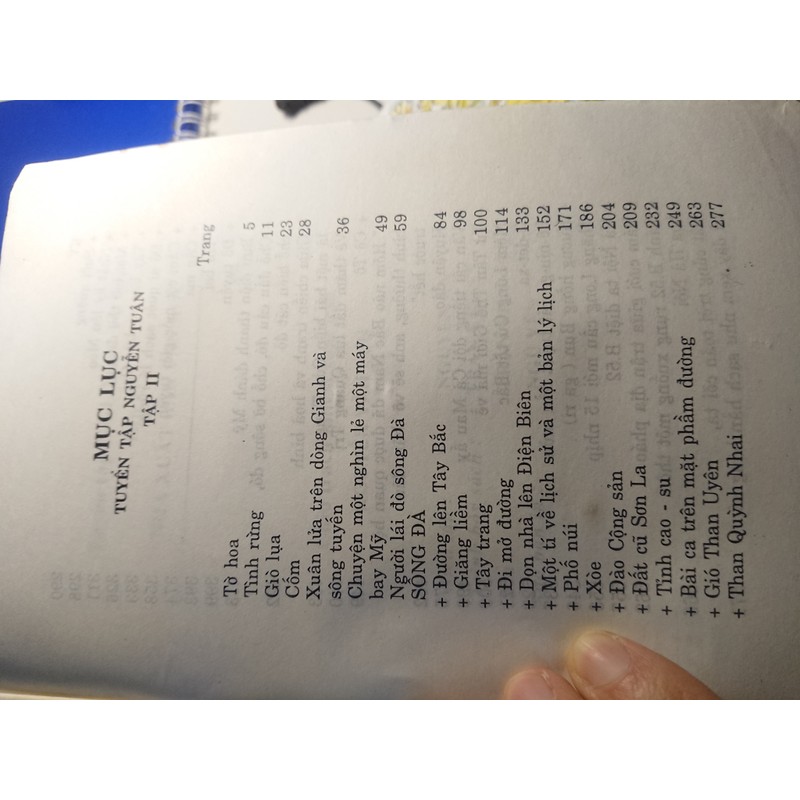 MỤC LỤC
TUYỂN TẬP NGUYỄN TUÂN
TẬP II
Trang
Tờ hoa 5
Tình rừng 11
Giò lụa 23
Cốm 28
Xuân lửa trên dòng Gianh và
sông tuyến 36
Chuyện một nghìn lẻ một máy
bay Mỹ 49
Người lái đò sông Đà 59
SÔNG ĐÀ
+ Đường lên Tây Bắc 84
+ Giăng liềm 98
+ Tây trang 100
+ Đi mở đường 114
+ Dọn nhà lên Điện Biên 133
+ Một tí về lịch sử và một bản lý lịch 152
+ Phố núi 171
+ Xòe 186
+ Đào Cộng sản 204
+ Đất cũ Sơn La 209
+ Tình cao - su 232
+ Bài ca trên mặt phầm đường 249
+ Gió Than Uyên 263
+ Than Quỳnh Nhai 277